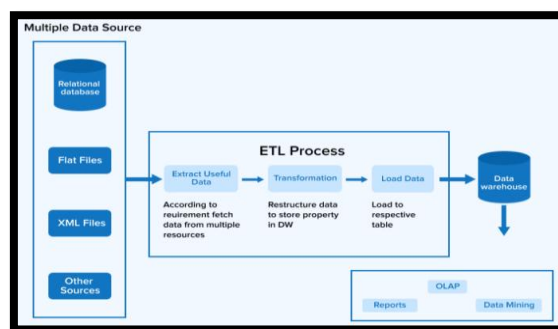 Multiple Data Source
Relational
database
Flat Files
XML Files
Other
Sources
ETL Process
Extract Useful
Data
Transformation
Load Data
According to
reuirement fetch
data from multiple
resources
Restructure data
to store property
in DW
Load to
respective
table
Data
warehouse
OLAP
Reports
Data Mining